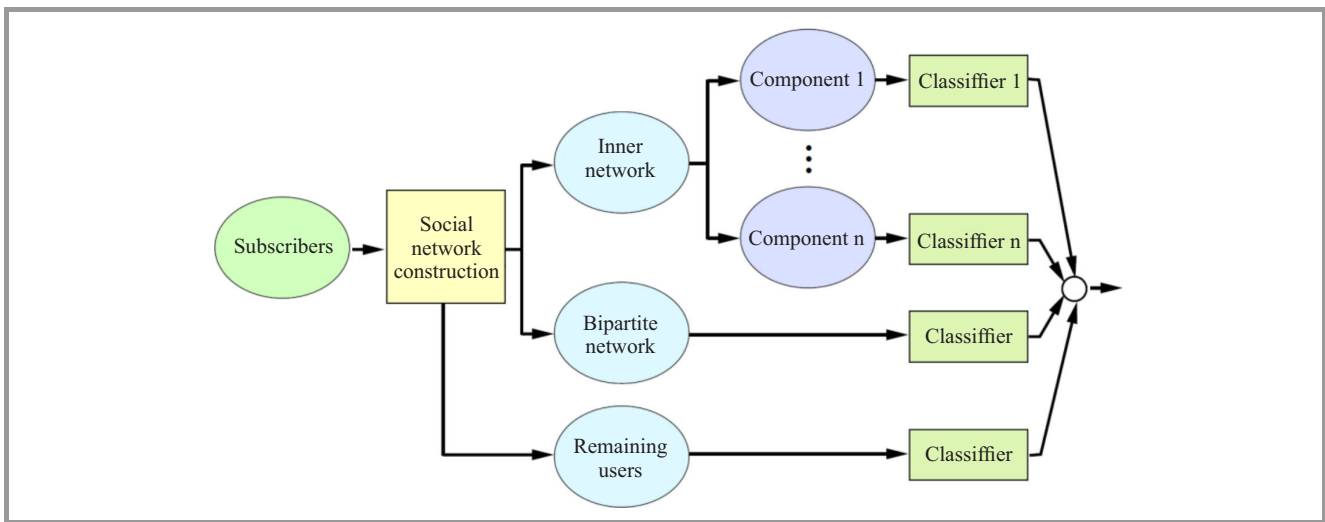 Subscribers
Social
network
construction
Inner
network
Component 1
Classiffier 1
Component n
Classiffier n
Bipartite
network
Classiffier
Remaining
users
Classiffier